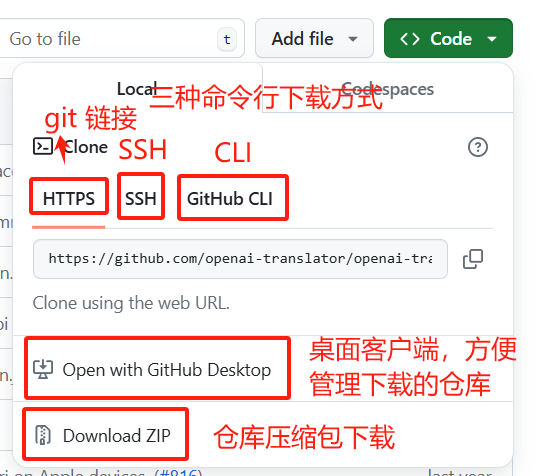 Go to file
t
Add file
Code
Local
Codespaces
三种命令行下载方式
git 链接
Clone
SSH
CLI
HTTPS
SSH
GitHub CLI
https://github.com/openai-translator/openai-tra
Clone using the web URL.
Open with GitHub Desktop
桌面客户端，方便
管理下载的仓库
Download ZIP
仓库压缩包下载